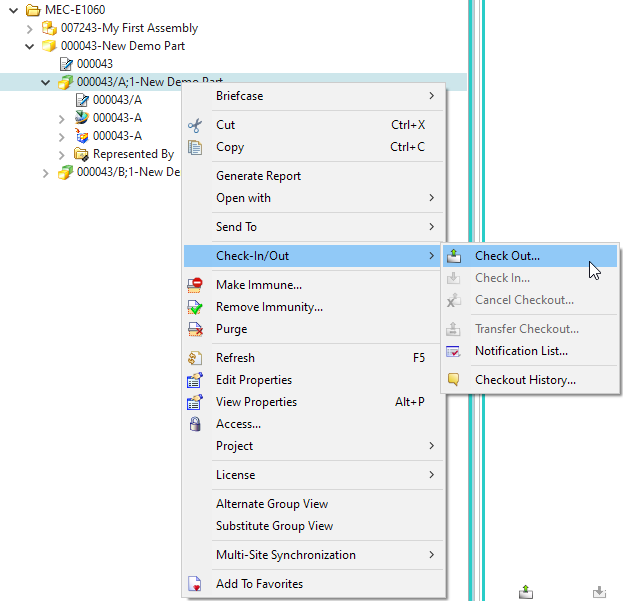 MEC-E1060
007243-My First Assembly
000043-New Demo Part
000043
000043/A;1-New Demo Part
000043/A
000043-A
000043-A
Represented By
000043/B;1-New De
Briefcase
Cut Ctrl+X
Copy Ctrl+C
Generate Report
Open with
Send To
Check-In/Out
Make Immune...
Remove Immunity...
Purge
Refresh F5
Edit Properties
View Properties Alt+P
Access...
Project
License
Alternate Group View
Substitute Group View
Multi-Site Synchronization
Add To Favorites
Check Out...
Check In...
Cancel Checkout...
Transfer Checkout...
Notification List...
Checkout History...